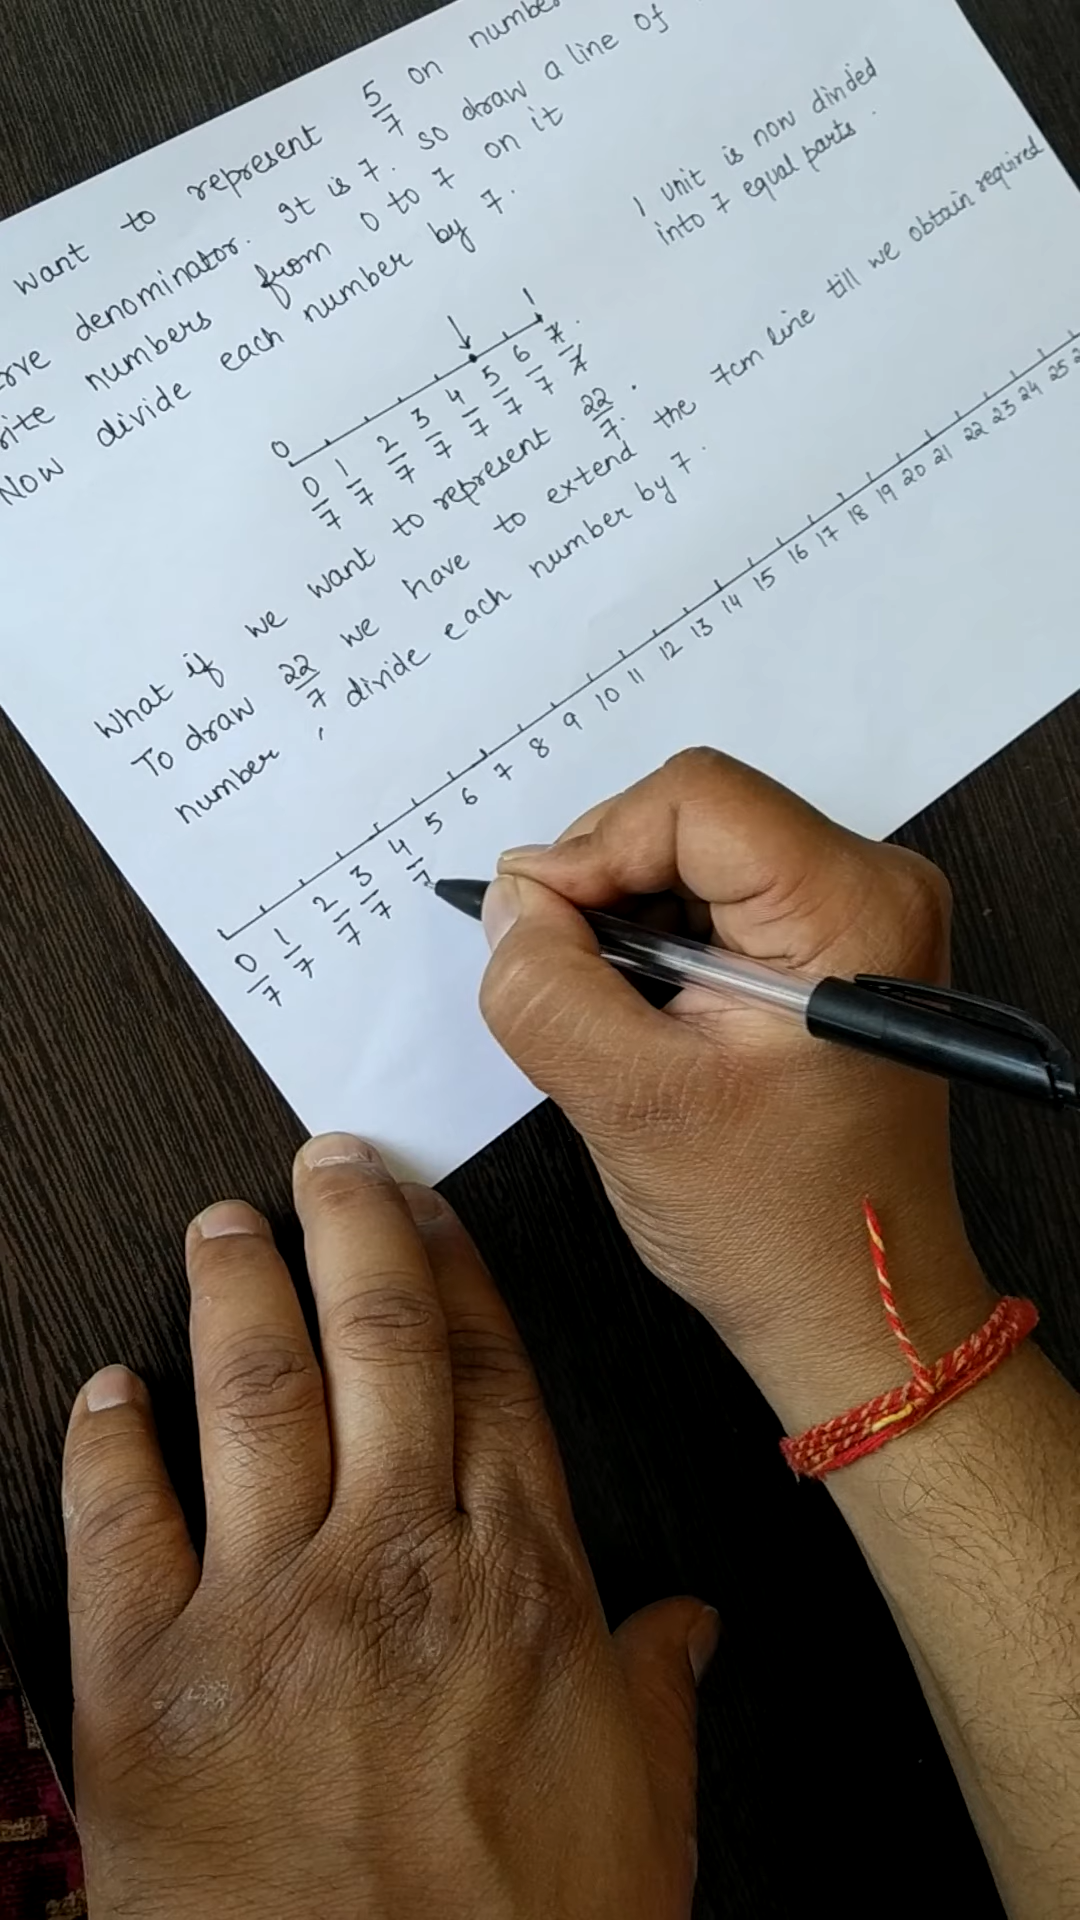 want to represent 5/7 on number
denominator. It is 7. So draw a line of
numbers from 0 to 7 on it
Now divide each number by 7.
1 unit is now divided
into 7 equal parts.
0 1
0/7 1/7 2/7 3/7 4/7 5/7 6/7 7/7
What if we want to represent 22/7.
To draw 22/7 we have to extend the 7cm line till we obtain required
number, divide each number by 7.
0/7 1/7 2/7 3/7 4/7 5 6 7 8 9 10 11 12 13 14 15 16 17 18 19 20 21 22 23 24 25